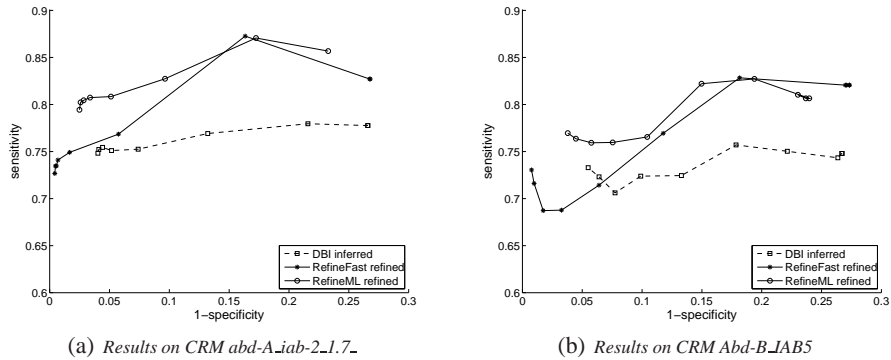 0.9
0.85
0.8
0.75
0.7
0.65
0.6
sensitivity
0
0.05
0.1
0.15
0.2
0.25
0.3
1−specificity
DBI inferred
RefineFast refined
RefineML refined
(a) Results on CRM abd-A_iab-2_1.7_
0.9
0.85
0.8
0.75
0.7
0.65
0.6
sensitivity
0
0.05
0.1
0.15
0.2
0.25
0.3
1−specificity
DBI inferred
RefineFast refined
RefineML refined
(b) Results on CRM Abd-B_IAB5